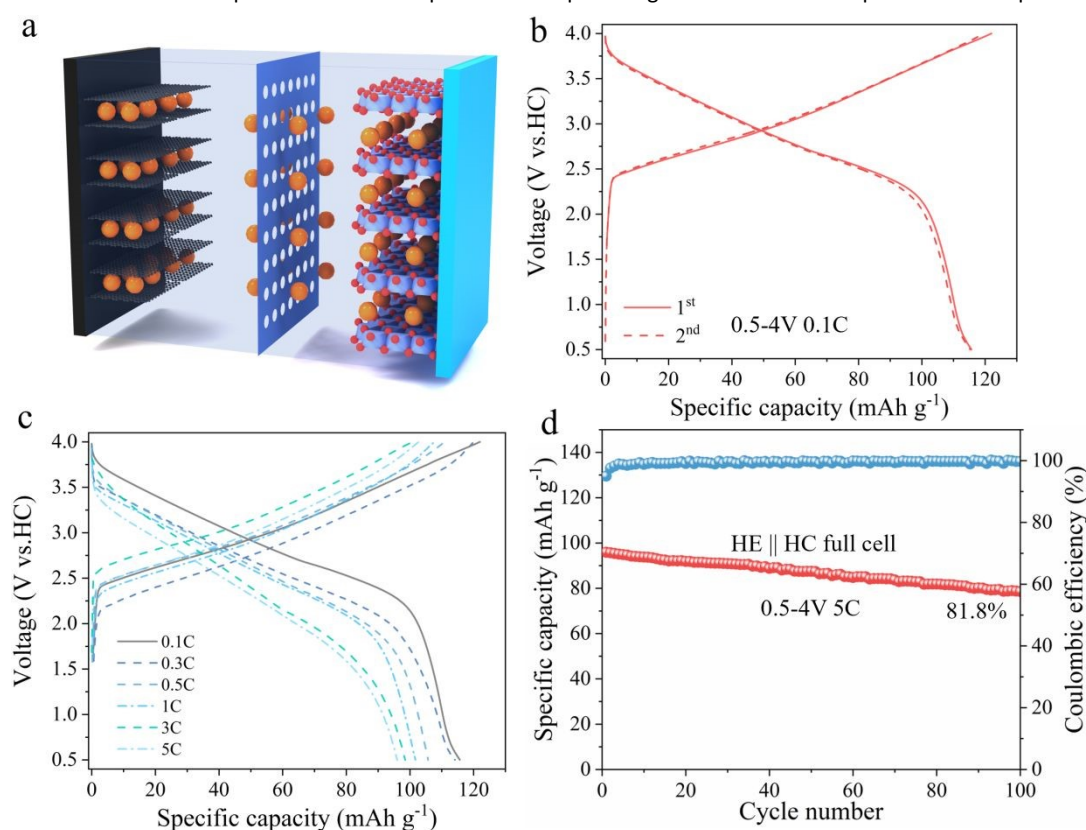 a
b
4.0
3.5
3.0
2.5
2.0
1.5
1.0
0.5
Voltage (V vs.HC)
1st
2nd
0.5-4V 0.1C
0 20 40 60 80 100 120
Specific capacity (mAh g-1)
c
4.0
3.5
3.0
2.5
2.0
1.5
1.0
0.5
Voltage (V vs.HC)
0.1C
0.3C
0.5C
1C
3C
5C
0 20 40 60 80 100 120
Specific capacity (mAh g-1)
d
140
120
100
80
60
40
20
0
Specific capacity (mAh g-1)
HE || HC full cell
0.5-4V 5C
81.8%
100
80
60
40
20
0
Coulombic efficiency (%)
0 20 40 60 80 100
Cycle number